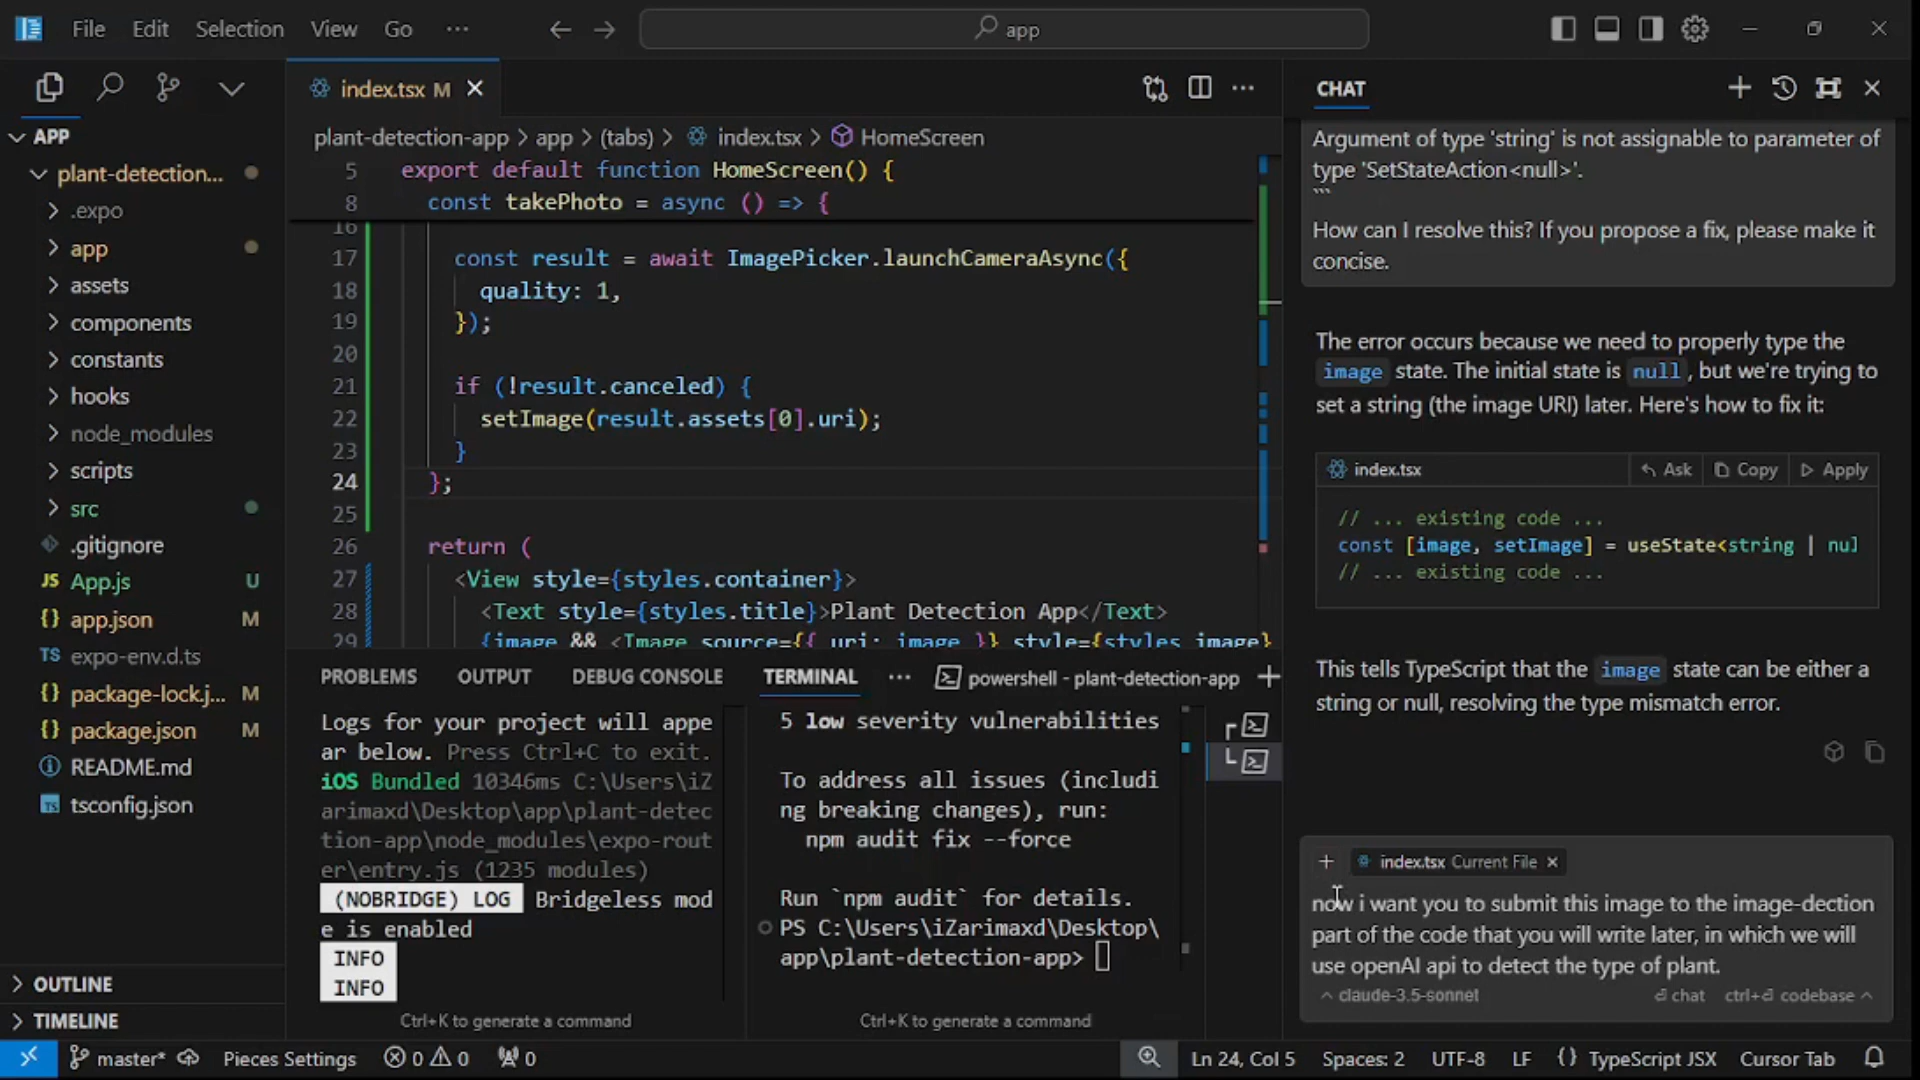 File Edit Selection View Go ... app
index.tsx M
CHAT
APP
plant-detection...
.expo
app
assets
components
constants
hooks
node_modules
scripts
src
.gitignore
JS App.js U
{} app.json M
TS expo-env.d.ts
{} package-lock.j... M
{} package.json M
README.md
TS tsconfig.json
OUTLINE
TIMELINE
plant-detection-app > app > (tabs) > index.tsx > HomeScreen
5 export default function HomeScreen() {
8 const takePhoto = async () => {
16
17 const result = await ImagePicker.launchCameraAsync({
18 quality: 1,
19 });
20
21 if (!result.canceled) {
22 setImage(result.assets[0].uri);
23 }
24 };
25
26 return (
27 <View style={styles.container}>
28 <Text style={styles.title}>Plant Detection App</Text>
29 {image && <Image source={{ uri: image }} style={styles.image}
PROBLEMS OUTPUT DEBUG CONSOLE TERMINAL ... powershell - plant-detection-app
Logs for your project will appe
ar below. Press Ctrl+C to exit.
iOS Bundled 10346ms C:\Users\iZ
arimaxd\Desktop\app\plant-detec
tion-app\node_modules\expo-rout
er\entry.js (1235 modules)
(NOBRIDGE) LOG Bridgeless mod
e is enabled
INFO
INFO
Ctrl+K to generate a command
5 low severity vulnerabilities
To address all issues (includi
ng breaking changes), run:
npm audit fix --force
Run `npm audit` for details.
PS C:\Users\iZarimaxd\Desktop\
app\plant-detection-app>
Ctrl+K to generate a command
Argument of type 'string' is not assignable to parameter of
type 'SetStateAction<null>'.
```
How can I resolve this? If you propose a fix, please make it
concise.
The error occurs because we need to properly type the
image state. The initial state is null, but we're trying to
set a string (the image URI) later. Here's how to fix it:
index.tsx Ask Copy Apply
// ... existing code ...
const [image, setImage] = useState<string | nul
// ... existing code ...
This tells TypeScript that the image state can be either a
string or null, resolving the type mismatch error.
index.tsx Current File
now i want you to submit this image to the image-dection
part of the code that you will write later, in which we will
use openAI api to detect the type of plant.
claude-3.5-sonnet chat ctrl+⏎ codebase
master* Pieces Settings 0 0 0 Ln 24, Col 5 Spaces: 2 UTF-8 LF {} TypeScript JSX Cursor Tab